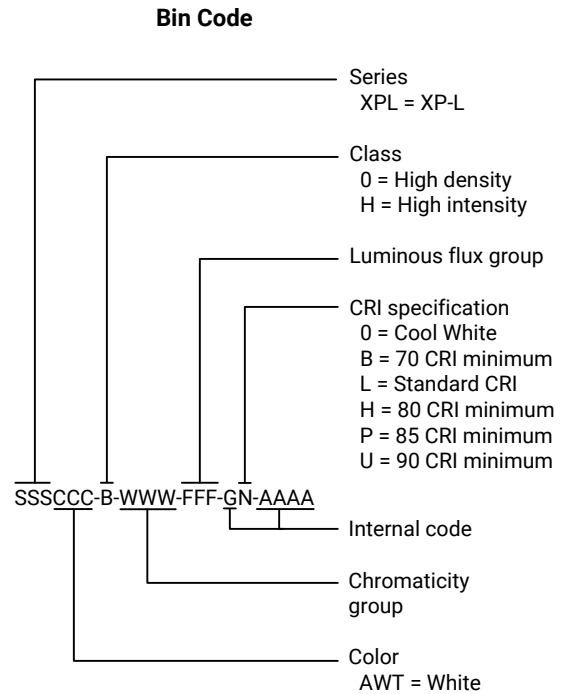 Bin Code
Series
XPL = XP-L
Class
0 = High density
H = High intensity
Luminous flux group
CRI specification
0 = Cool White
B = 70 CRI minimum
L = Standard CRI
H = 80 CRI minimum
P = 85 CRI minimum
U = 90 CRI minimum
SSSCCC-B-WWW-FFF-GN-AAAA
Internal code
Chromaticity
group
Color
AWT = White